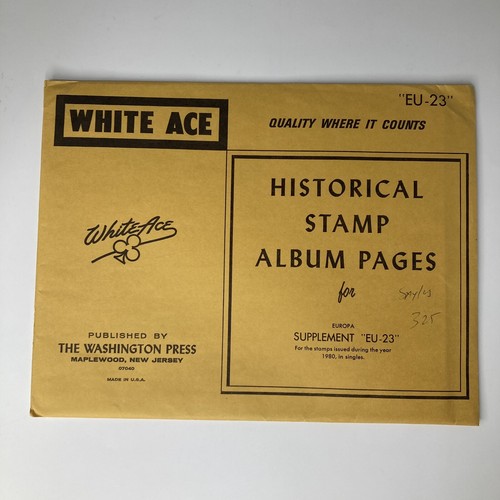 "EU-23"
WHITE ACE
QUALITY WHERE IT COUNTS
HISTORICAL
STAMP
ALBUM PAGES
for
325
EUROPA
SUPPLEMENT "EU-23"
For the stamps issued during the year
1980, in singles.
White Ace
PUBLISHED BY
THE WASHINGTON PRESS
MAPLEWOOD, NEW JERSEY
07040
MADE IN U.S.A.